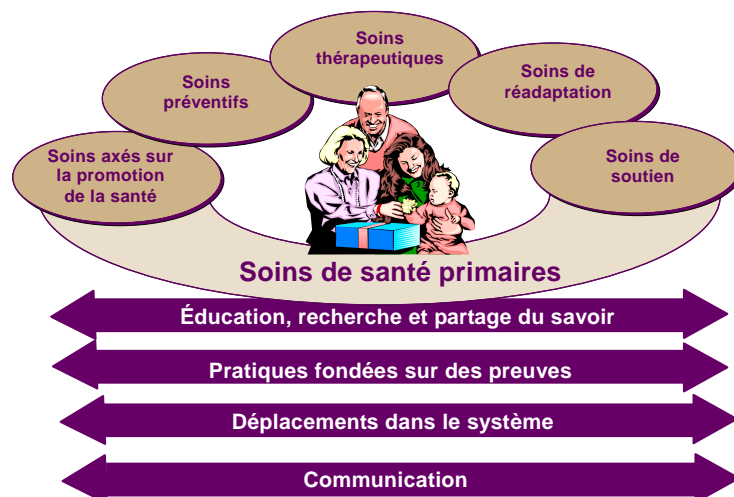 Soins
thérapeutiques
Soins
préventifs
Soins de
réadaptation
Soins axés sur
la promotion
de la santé
Soins de
soutien
Soins de santé primaires
Éducation, recherche et partage du savoir
Pratiques fondées sur des preuves
Déplacements dans le système
Communication